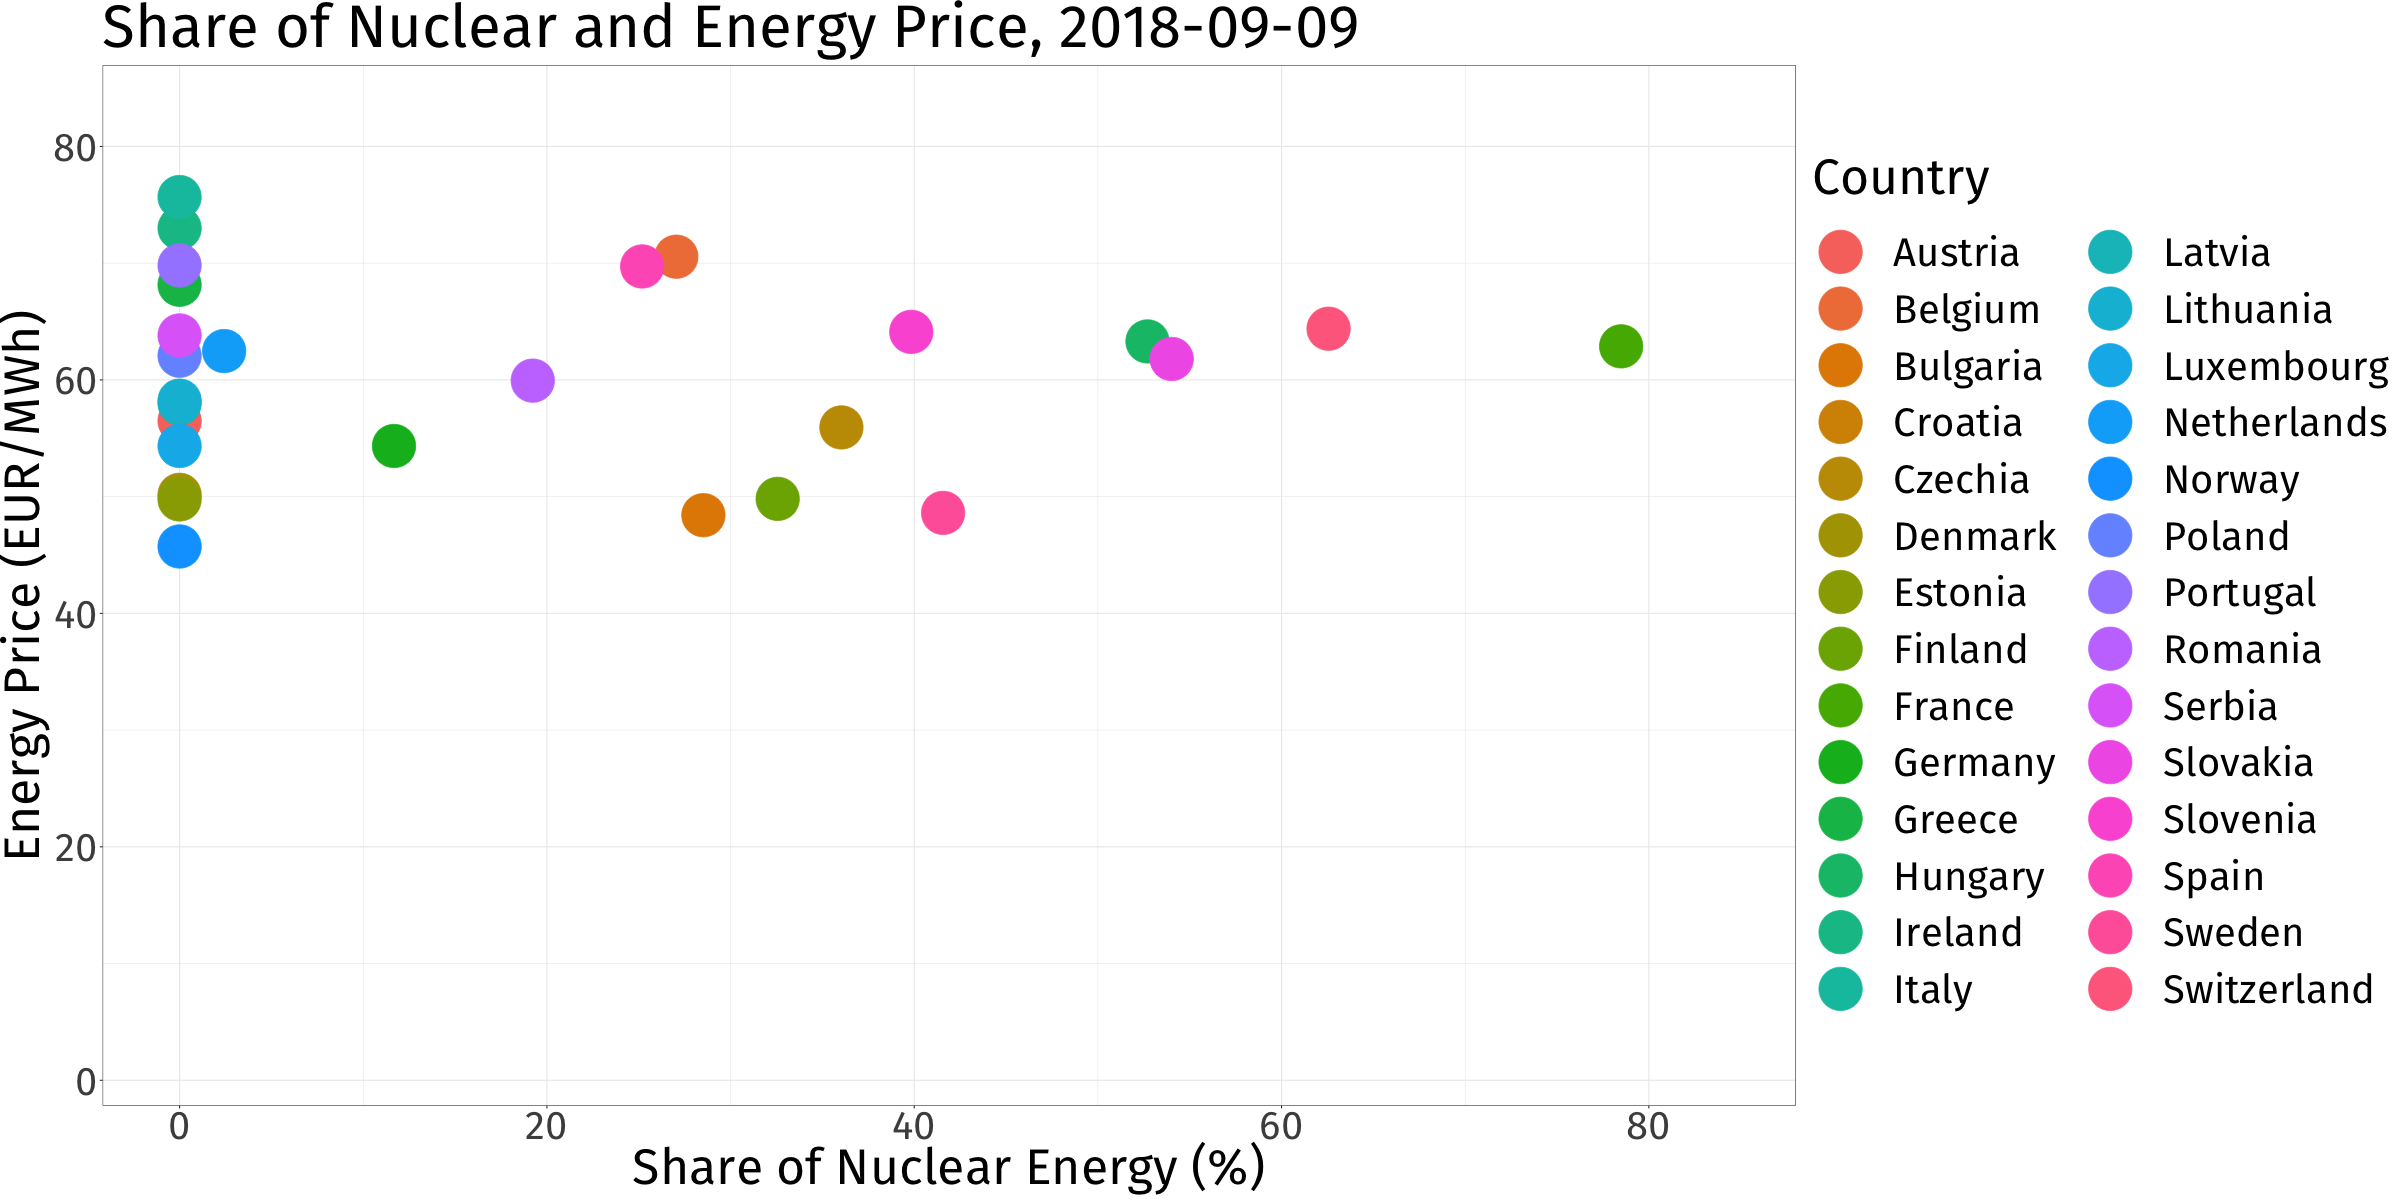 Share of Nuclear and Energy Price, 2018-09-09
Energy Price (EUR/MWh)
80
60
40
20
0
0 20 40 60 80
Share of Nuclear Energy (%)
Country
Austria
Belgium
Bulgaria
Croatia
Czechia
Denmark
Estonia
Finland
France
Germany
Greece
Hungary
Ireland
Italy
Latvia
Lithuania
Luxembourg
Netherlands
Norway
Poland
Portugal
Romania
Serbia
Slovakia
Slovenia
Spain
Sweden
Switzerland